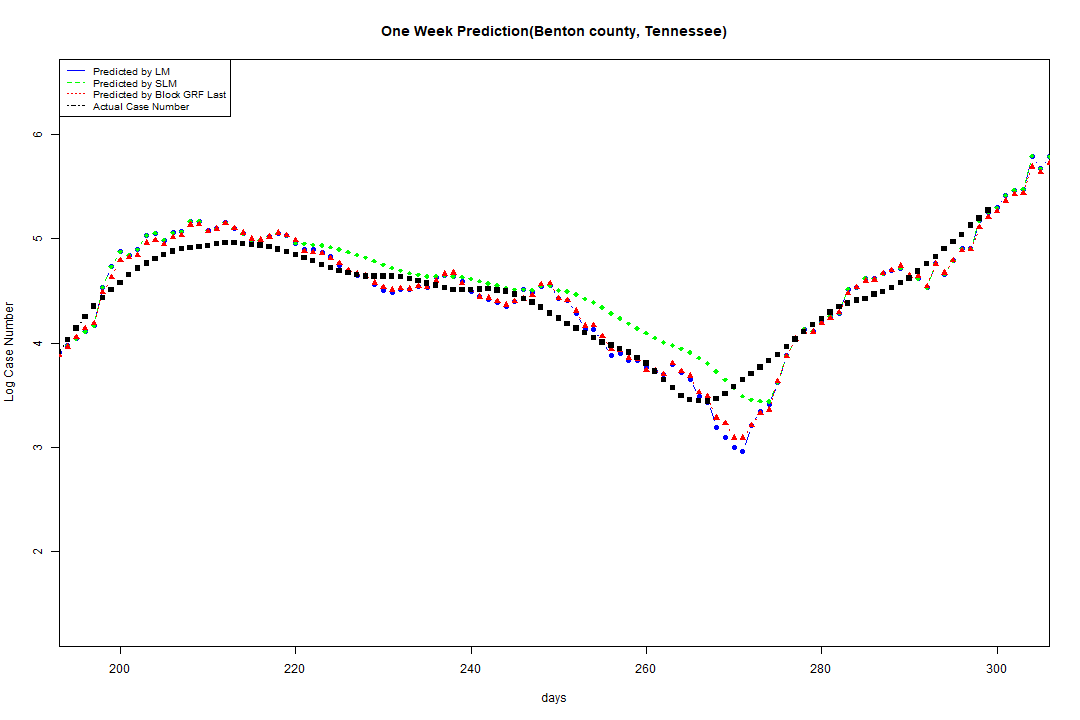 One Week Prediction(Benton county, Tennessee)
Predicted by LM
Predicted by SLM
Predicted by Block GRF Last
Actual Case Number
6
5
4
3
2
Log Case Number
200 220 240 260 280 300
days